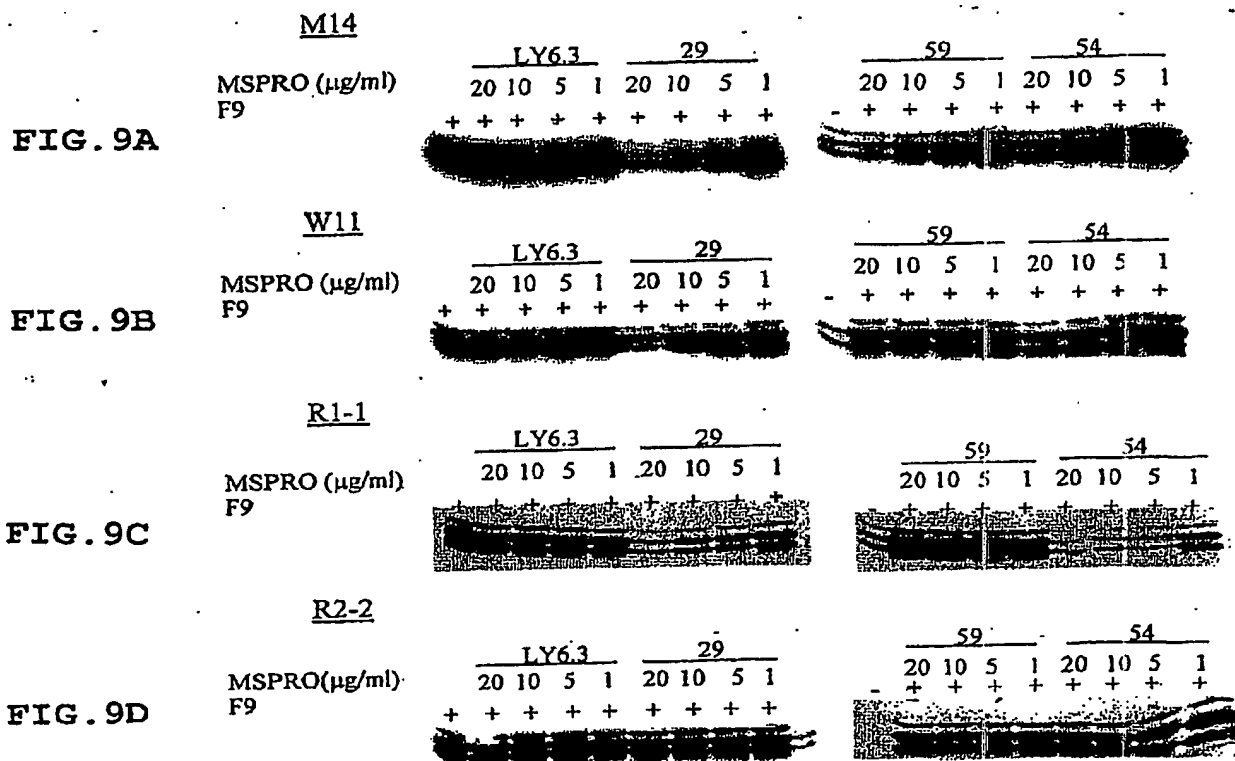 M14
LY6.3 29 59 54
MSPRO (µg/ml) 20 10 5 1 20 10 5 1 20 10 5 1 20 10 5 1
F9 + + + + + + + + + - + + + + + + + +
FIG.9A
W11
LY6.3 29 59 54
MSPRO (µg/ml) 20 10 5 1 20 10 5 1 20 10 5 1 20 10 5 1
F9 + + + + + + + + + - + + + + + + + +
FIG.9B
R1-1
LY6.3 29 59 54
MSPRO (µg/ml) 20 10 5 1 20 10 5 1 20 10 5 1 20 10 5 1
F9 + + + + + + + + + - + + + + + + + +
FIG.9C
R2-2
LY6.3 29 59 54
MSPRO(µg/ml) 20 10 5 1 20 10 5 1 20 10 5 1 20 10 5 1
F9 + + + + + + + + + - + + + + + + + +
FIG.9D